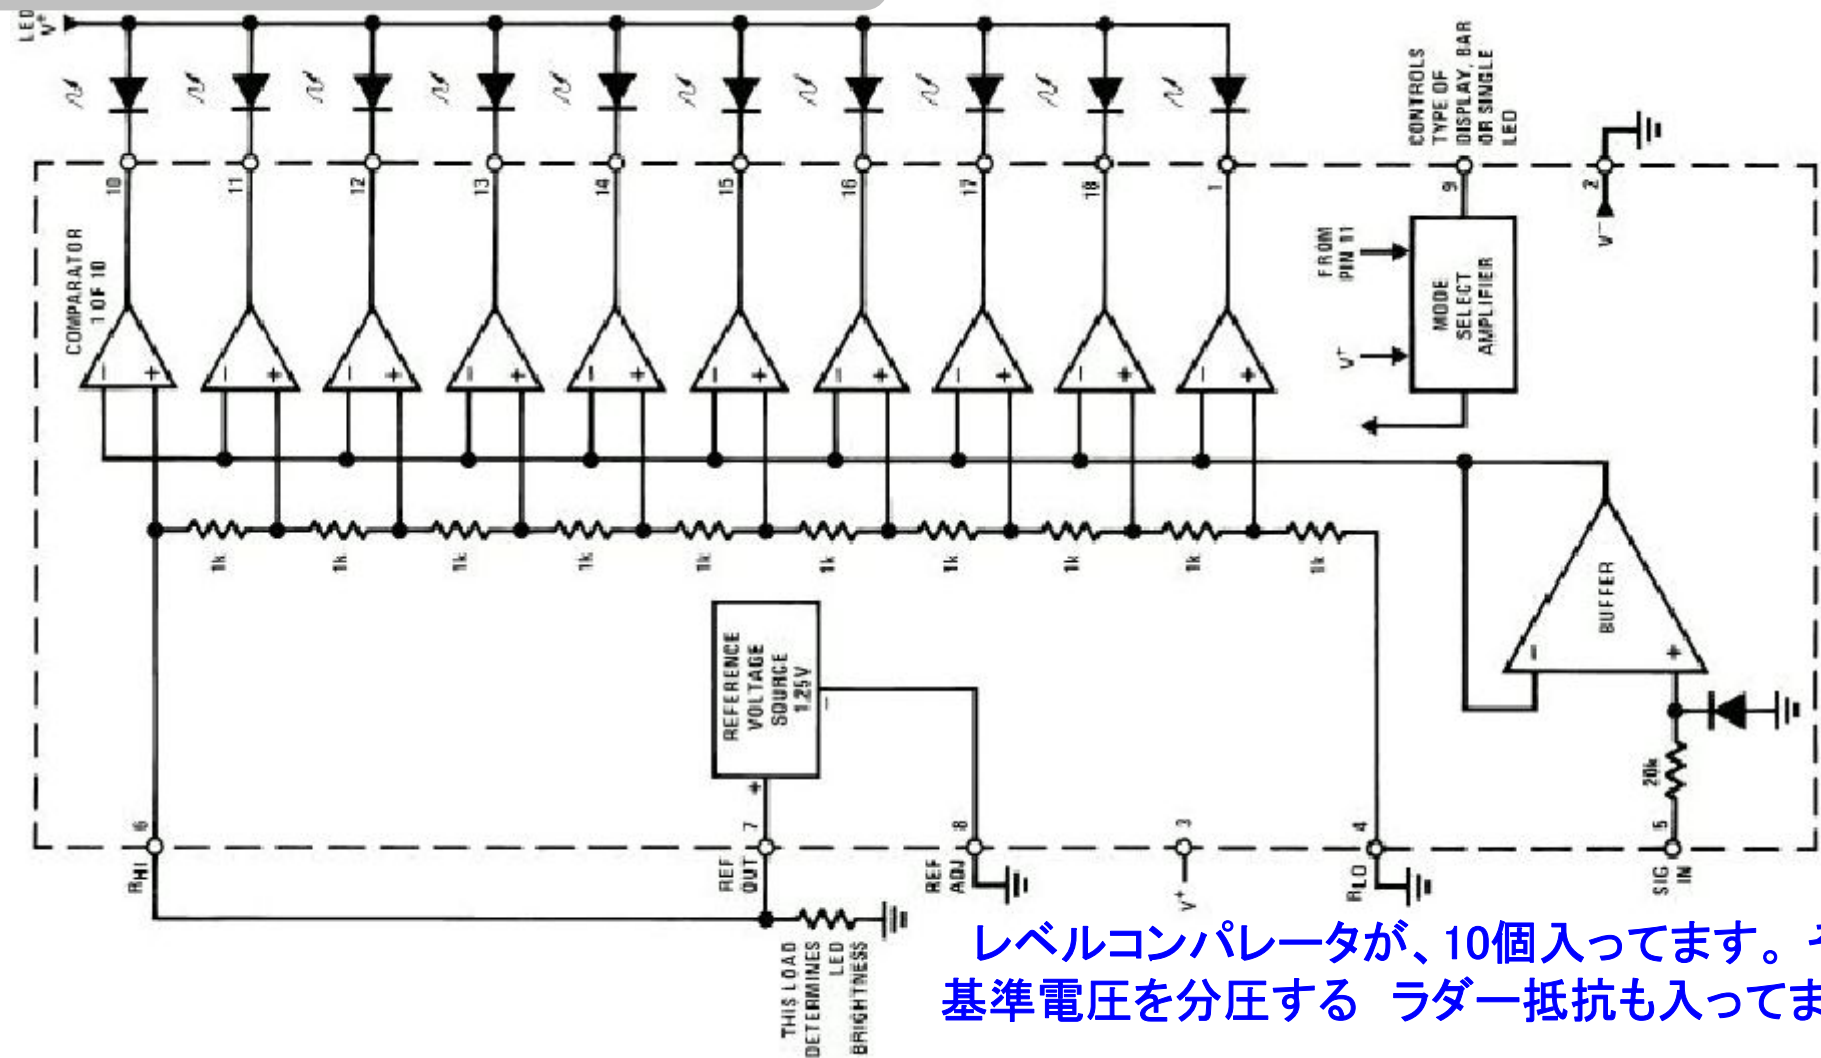 LED
V+
COMPARATOR
1 OF 10
10
11
12
13
14
15
16
17
18
1
CONTROLS
TYPE OF
DISPLAY, BAR
OR SINGLE
LED
9
2
V−
FROM
PIN 11
V+
MODE
SELECT
AMPLIFIER
−
+
−
+
−
+
−
+
−
+
−
+
−
+
−
+
−
+
−
+
1k
1k
1k
1k
1k
1k
1k
1k
1k
1k
REFERENCE
VOLTAGE
SOURCE
1.25V
+
−
BUFFER
−
+
20k
6
7
8
3
4
5
RHI
REF
OUT
REF
ADJ
V+
RLO
SIG
IN
THIS LOAD
DETERMINES
LED
BRIGHTNESS
レベルコンパレータが、10個入ってます。
基準電圧を分圧する ラダー抵抗も入ってま